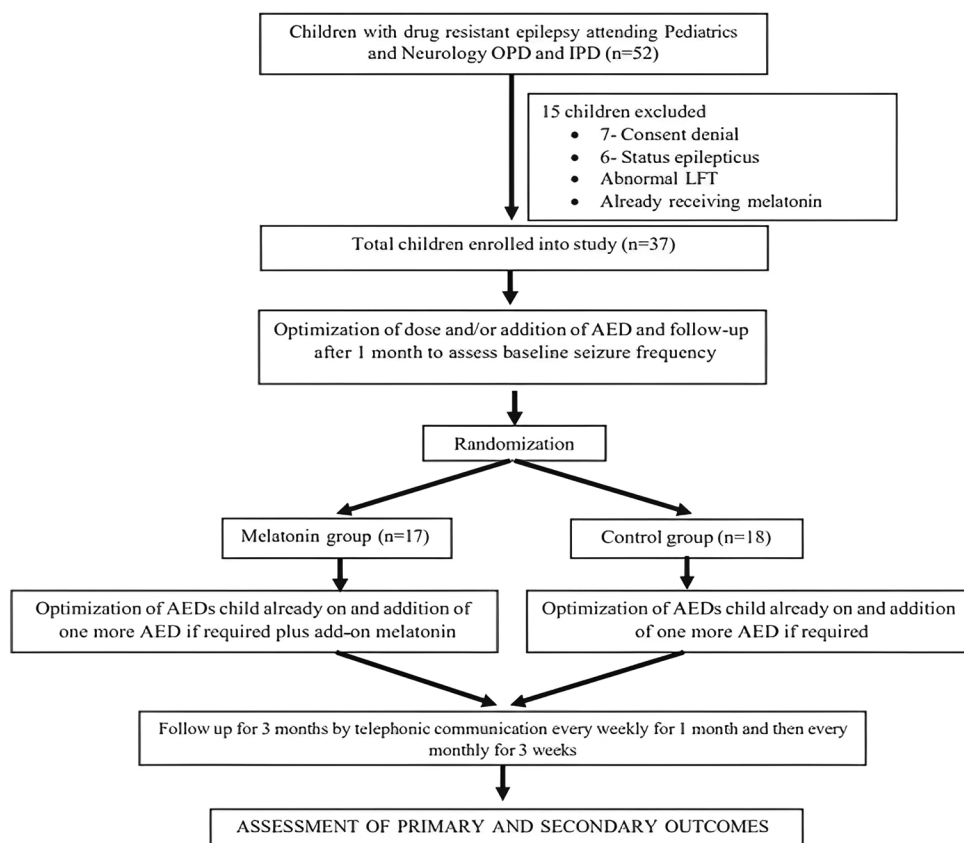 Children with drug resistant epilepsy attending Pediatrics
and Neurology OPD and IPD (n=52)
15 children excluded
• 7- Consent denial
• 6- Status epilepticus
• Abnormal LFT
• Already receiving melatonin
Total children enrolled into study (n=37)
Optimization of dose and/or addition of AED and follow-up
after 1 month to assess baseline seizure frequency
Randomization
Melatonin group (n=17)
Control group (n=18)
Optimization of AEDs child already on and addition of
one more AED if required plus add-on melatonin
Optimization of AEDs child already on and addition
of one more AED if required
Follow up for 3 months by telephonic communication every weekly for 1 month and then every
monthly for 3 weeks
ASSESSMENT OF PRIMARY AND SECONDARY OUTCOMES